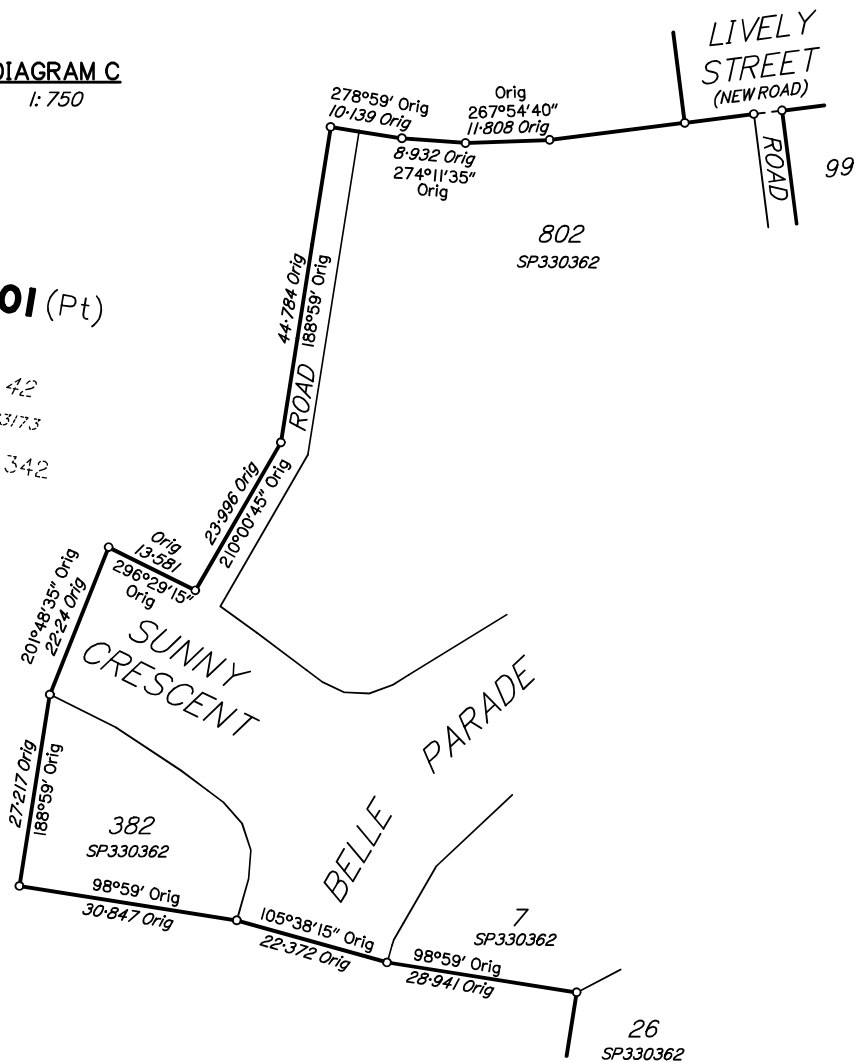 DIAGRAM C
1: 750
LIVELY
STREET
(NEW ROAD)
278°59' Orig
10·139 Orig
Orig
267°54'40"
11·808 Orig
8·932 Orig
274°11'35"
Orig
ROAD
99
802
SP330362
01 (Pt)
44·784 Orig
188°59' Orig
ROAD
42
3173
342
23·996 Orig
210°00'45" Orig
Orig
13·581
296°29'15"
Orig
201°48'35" Orig
22·24 Orig
SUNNY
CRESCENT
BELLE PARADE
27·217 Orig
188°59' Orig
382
SP330362
98°59' Orig
30·847 Orig
105°38'15" Orig
22·372 Orig
7
SP330362
98°59' Orig
28·941 Orig
26
SP330362